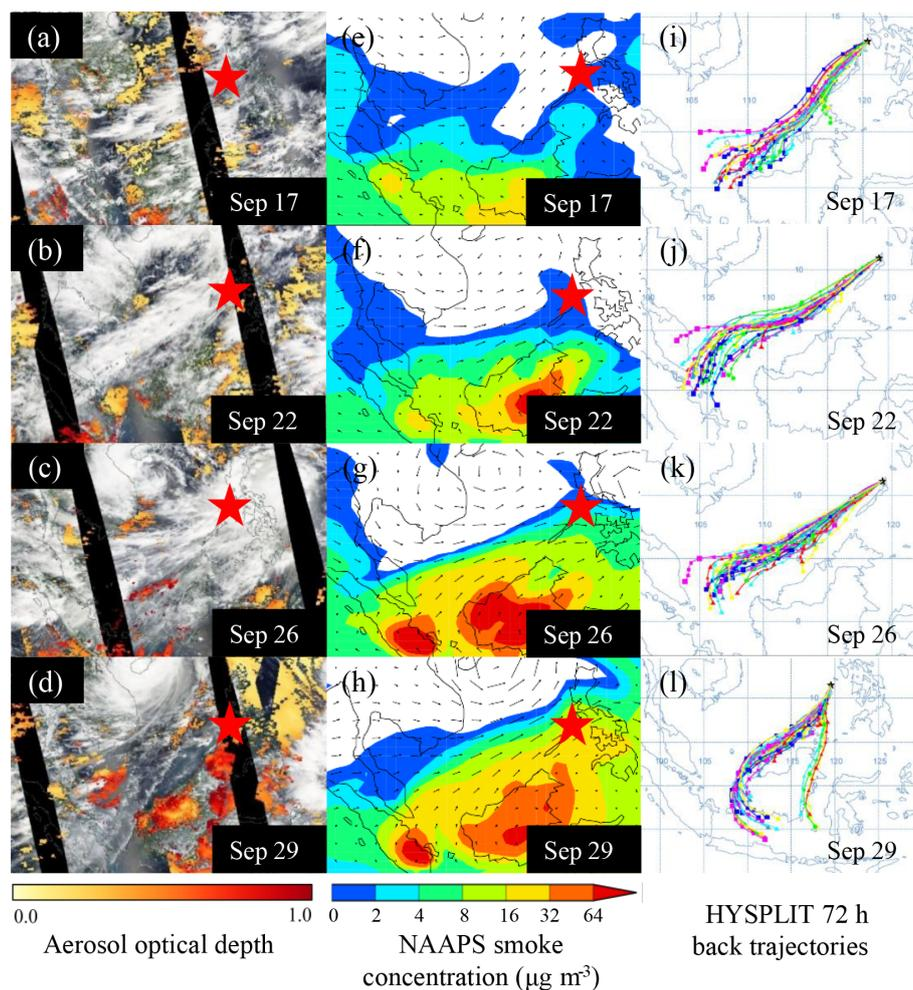 (a)
(e)
(i)
Sep 17
Sep 17
Sep 17
(b)
(f)
(j)
Sep 22
Sep 22
Sep 22
(c)
(g)
(k)
Sep 26
Sep 26
Sep 26
(d)
(h)
(l)
Sep 29
Sep 29
Sep 29
0.0 1.0
0 2 4 8 16 32 64
Aerosol optical depth
NAAPS smoke
concentration (μg m-3)
HYSPLIT 72 h
back trajectories